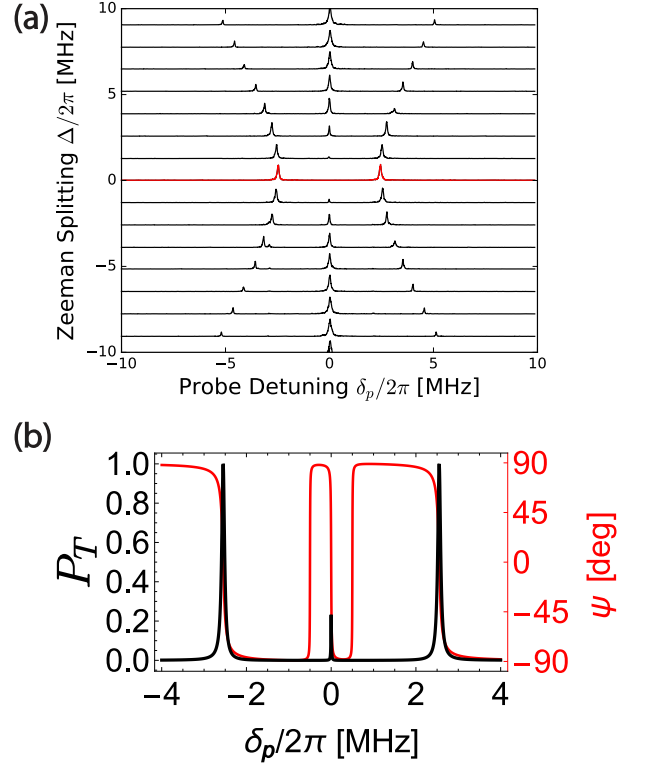 (a)
Zeeman Splitting Δ/2π [MHz]
10
5
0
−5
−10
−10 −5 0 5 10
Probe Detuning δₚ/2π [MHz]
(b)
P_T
1.0
0.8
0.6
0.4
0.2
0.0
90
45
0
−45
−90
ψ [deg]
−4 −2 0 2 4
δₚ/2π [MHz]